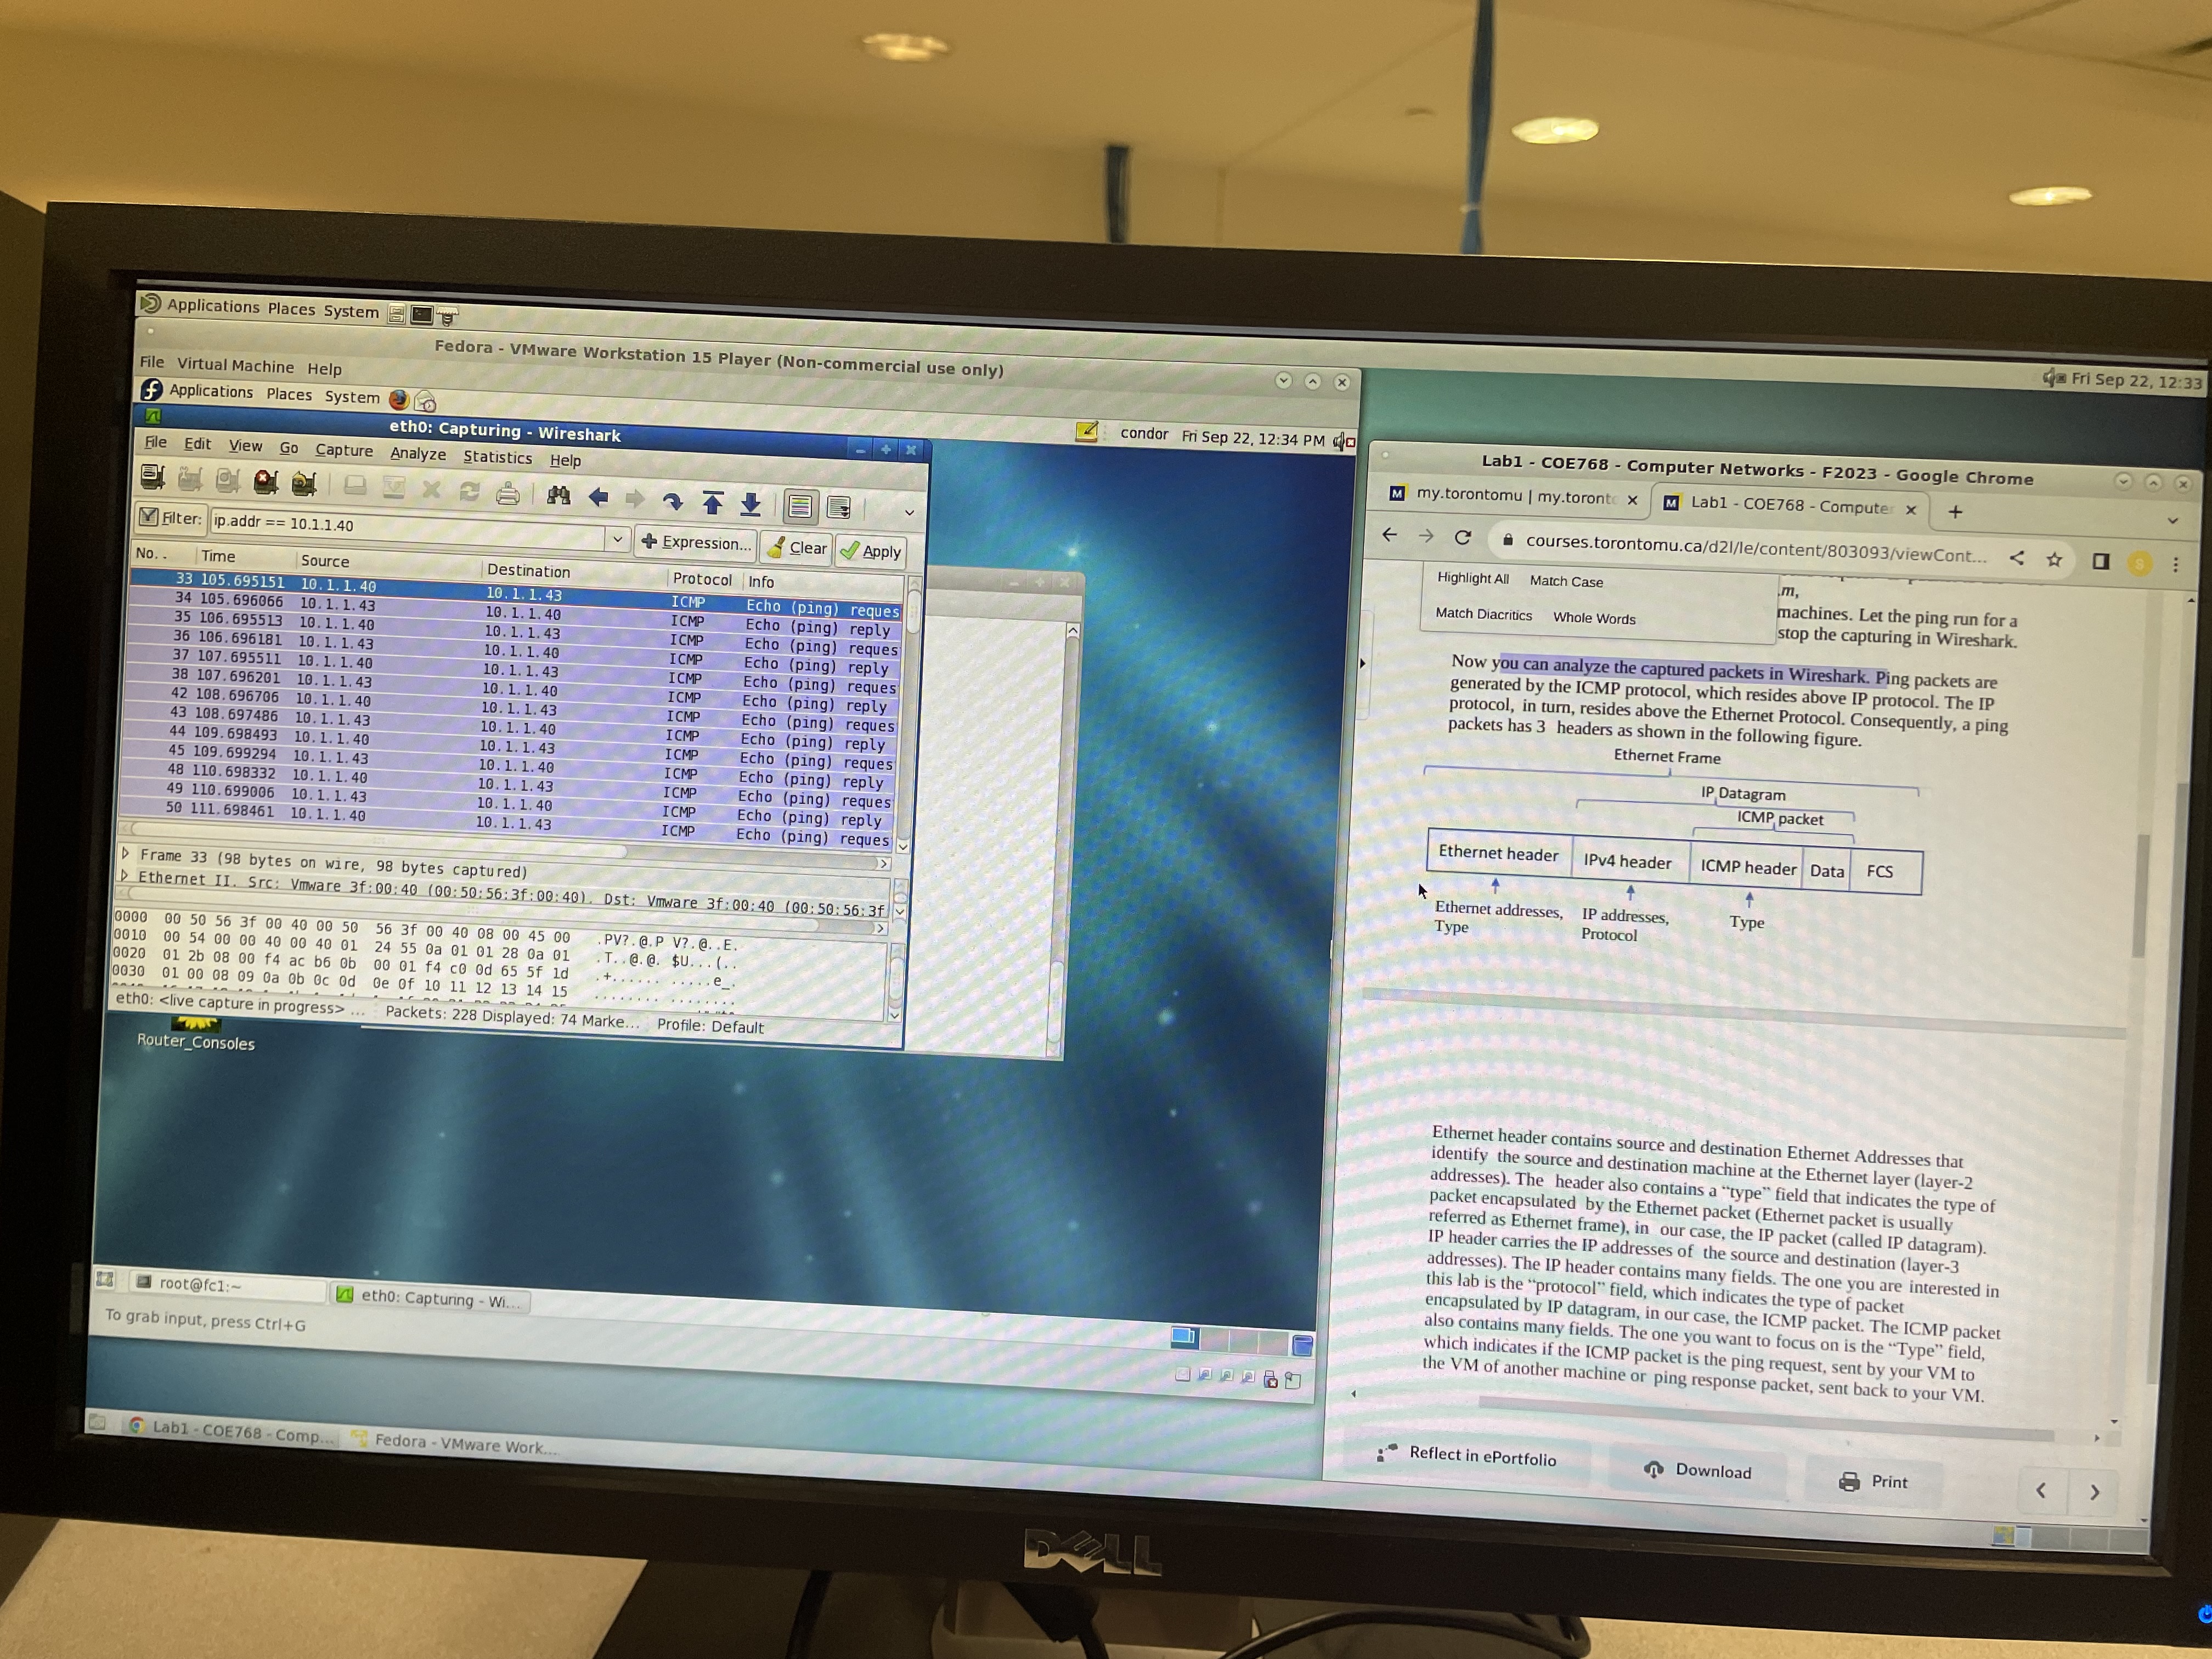 Applications Places System
Fri Sep 22, 12:33
Fedora - VMware Workstation 15 Player (Non-commercial use only)
File Virtual Machine Help
Applications Places System
condor Fri Sep 22, 12:34 PM
eth0: Capturing - Wireshark
File Edit View Go Capture Analyze Statistics Help
Filter: ip.addr == 10.1.1.40 Expression... Clear Apply
No. . Time Source Destination Protocol Info
33 105.695151 10.1.1.40 10.1.1.43 ICMP Echo (ping) reques
34 105.696066 10.1.1.43 10.1.1.40 ICMP Echo (ping) reply
35 106.695513 10.1.1.40 10.1.1.43 ICMP Echo (ping) reques
36 106.696181 10.1.1.43 10.1.1.40 ICMP Echo (ping) reply
37 107.695511 10.1.1.40 10.1.1.43 ICMP Echo (ping) reques
38 107.696201 10.1.1.43 10.1.1.40 ICMP Echo (ping) reply
42 108.696706 10.1.1.40 10.1.1.43 ICMP Echo (ping) reques
43 108.697486 10.1.1.43 10.1.1.40 ICMP Echo (ping) reply
44 109.698493 10.1.1.40 10.1.1.43 ICMP Echo (ping) reques
45 109.699294 10.1.1.43 10.1.1.40 ICMP Echo (ping) reply
48 110.698332 10.1.1.40 10.1.1.43 ICMP Echo (ping) reques
49 110.699006 10.1.1.43 10.1.1.40 ICMP Echo (ping) reply
50 111.698461 10.1.1.40 10.1.1.43 ICMP Echo (ping) reques
Frame 33 (98 bytes on wire, 98 bytes captured)
Ethernet II. Src: Vmware 3f:00:40 (00:50:56:3f:00:40). Dst: Vmware 3f:00:40 (00:50:56:3f
0000 00 50 56 3f 00 40 00 50 56 3f 00 40 08 00 45 00 .PV?.@.P V?.@..E.
0010 00 54 00 00 40 00 40 01 24 55 0a 01 01 28 0a 01 .T..@.@. $U...(..
0020 01 2b 08 00 f4 ac b6 0b 00 01 f4 c0 0d 65 5f 1d .+...... .....e_.
0030 01 00 08 09 0a 0b 0c 0d 0e 0f 10 11 12 13 14 15 ........ ........
eth0: <live capture in progress> ... Packets: 228 Displayed: 74 Marke... Profile: Default
Router_Consoles
root@fc1:~
eth0: Capturing - Wi...
To grab input, press Ctrl+G
Lab1 - COE768 - Comp...
Fedora - VMware Work...
Lab1 - COE768 - Computer Networks - F2023 - Google Chrome
my.torontomu | my.toront
Lab1 - COE768 - Compute
courses.torontomu.ca/d2l/le/content/803093/viewCont...
Highlight All Match Case
Match Diacritics Whole Words
.m,
machines. Let the ping run for a
stop the capturing in Wireshark.
Now you can analyze the captured packets in Wireshark. Ping packets are
generated by the ICMP protocol, which resides above IP protocol. The IP
protocol, in turn, resides above the Ethernet Protocol. Consequently, a ping
packets has 3 headers as shown in the following figure.
Ethernet Frame
IP Datagram
ICMP packet
Ethernet header IPv4 header ICMP header Data FCS
Ethernet addresses,
Type
IP addresses,
Protocol
Type
Ethernet header contains source and destination Ethernet Addresses that
identify the source and destination machine at the Ethernet layer (layer-2
addresses). The header also contains a “type” field that indicates the type of
packet encapsulated by the Ethernet packet (Ethernet packet is usually
referred as Ethernet frame), in our case, the IP packet (called IP datagram).
IP header carries the IP addresses of the source and destination (layer-3
addresses). The IP header contains many fields. The one you are interested in
this lab is the “protocol” field, which indicates the type of packet
encapsulated by IP datagram, in our case, the ICMP packet. The ICMP packet
also contains many fields. The one you want to focus on is the “Type” field,
which indicates if the ICMP packet is the ping request, sent by your VM to
the VM of another machine or ping response packet, sent back to your VM.
Reflect in ePortfolio
Download
Print
DELL